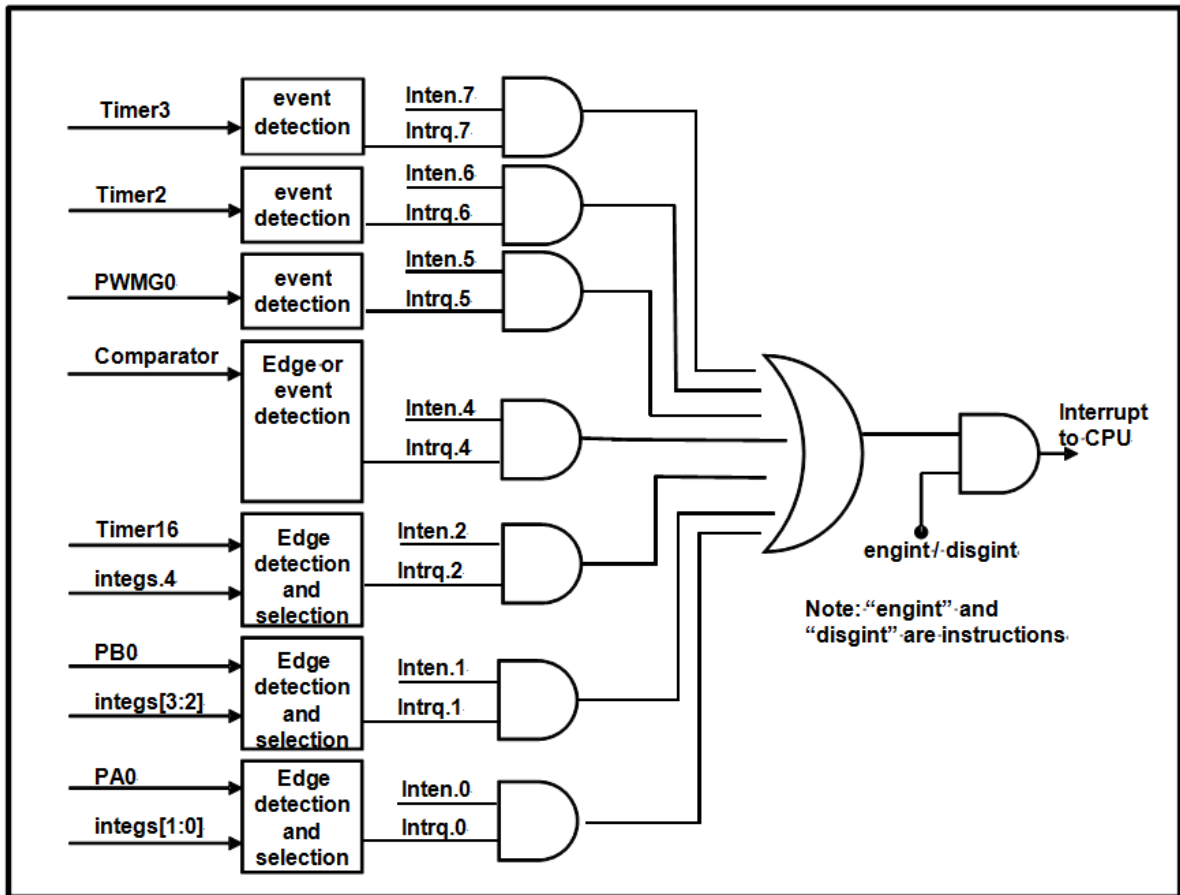 Timer3
event
detection
Inten.7
Intrq.7
Timer2
event
detection
Inten.6
Intrq.6
PWMG0
event
detection
Inten.5
Intrq.5
Comparator
Edge or
event
detection
Inten.4
Intrq.4
Timer16
integs.4
Edge
detection
and
selection
Inten.2
Intrq.2
PB0
integs[3:2]
Edge
detection
and
selection
Inten.1
Intrq.1
PA0
integs[1:0]
Edge
detection
and
selection
Inten.0
Intrq.0
Interrupt
to CPU
engint / disgint
Note: “engint” and
“disgint” are instructions